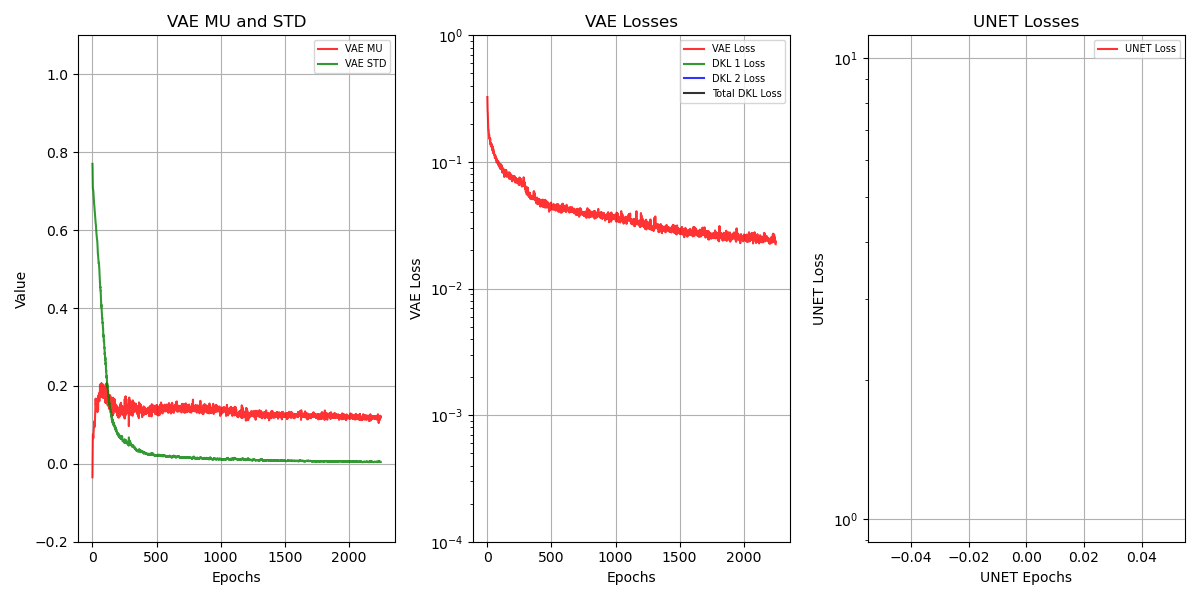 VAE MU and STD
VAE MU
VAE STD
1.0
0.8
0.6
0.4
0.2
0.0
−0.2
Value
0
500
1000
1500
2000
Epochs
VAE Losses
VAE Loss
DKL 1 Loss
DKL 2 Loss
Total DKL Loss
10⁰
10⁻¹
10⁻²
10⁻³
10⁻⁴
VAE Loss
0
500
1000
1500
2000
Epochs
UNET Losses
UNET Loss
10¹
10⁰
UNET Loss
−0.04
−0.02
0.00
0.02
0.04
UNET Epochs